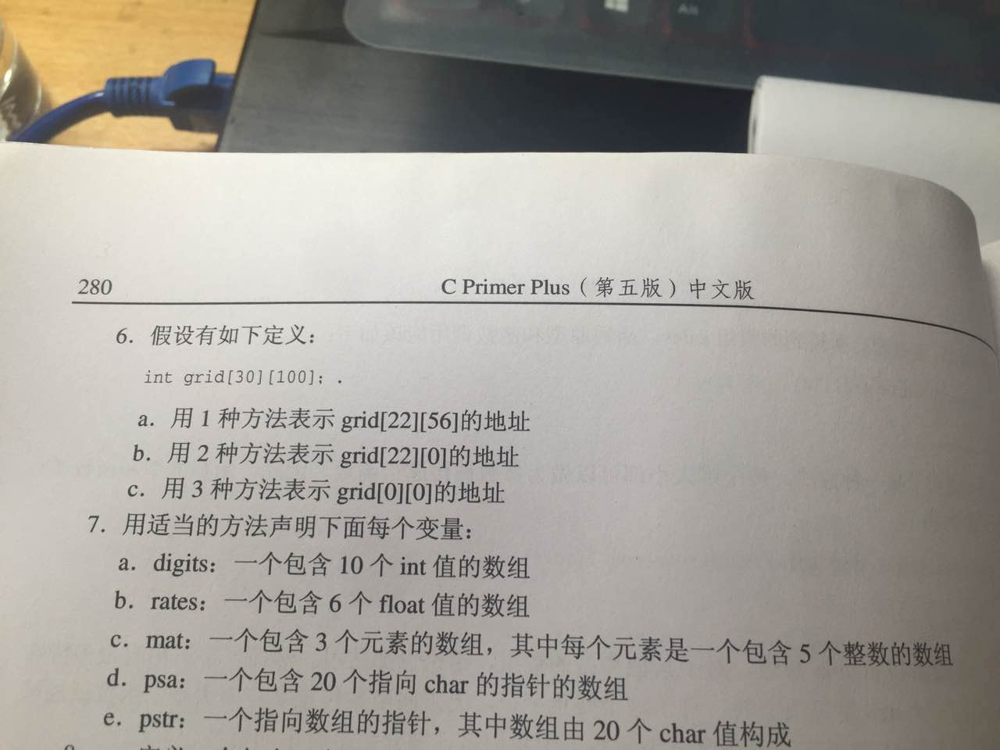 Alt
280
C Primer Plus（第五版）中文版
6．假设有如下定义：
int grid[30][100];
a．用 1 种方法表示 grid[22][56]的地址
b．用 2 种方法表示 grid[22][0]的地址
c．用 3 种方法表示 grid[0][0]的地址
7．用适当的方法声明下面每个变量：
a．digits：一个包含 10 个 int 值的数组
b．rates：一个包含 6 个 float 值的数组
c．mat：一个包含 3 个元素的数组，其中每个元素是一个包含 5 个整数的数组
d．psa：一个包含 20 个指向 char 的指针的数组
e．pstr：一个指向数组的指针，其中数组由 20 个 char 值构成